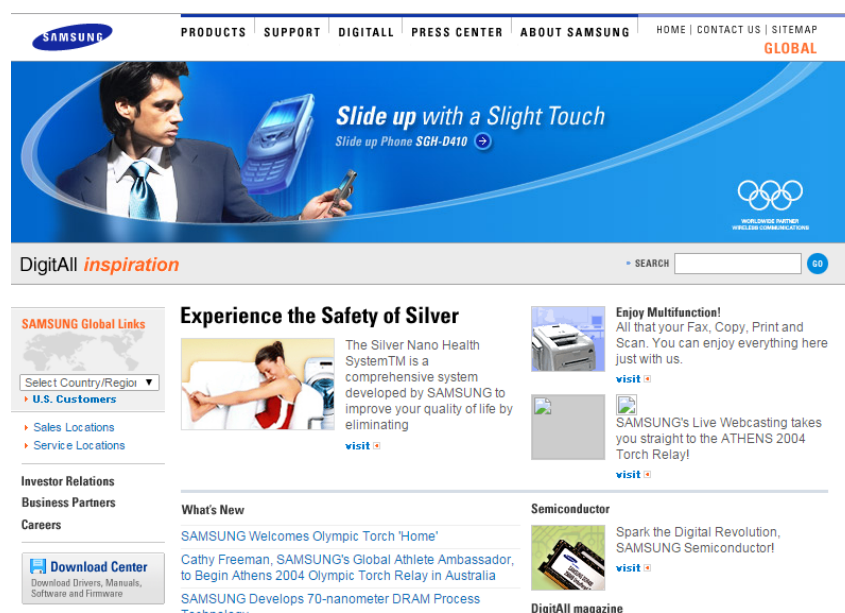 SAMSUNG
PRODUCTS SUPPORT DIGITALL PRESS CENTER ABOUT SAMSUNG
HOME | CONTACT US | SITEMAP
GLOBAL
Slide up with a Slight Touch
Slide up Phone SGH-D410
WORLDWIDE PARTNER
WIRELESS COMMUNICATIONS
DigitAll inspiration
SEARCH
GO
SAMSUNG Global Links
Select Country/Region
U.S. Customers
Sales Locations
Service Locations
Investor Relations
Business Partners
Careers
Download Center
Download Drivers, Manuals,
Software and Firmware
Experience the Safety of Silver
The Silver Nano Health
SystemTM is a
comprehensive system
developed by SAMSUNG to
improve your quality of life by
eliminating
visit
Enjoy Multifunction!
All that your Fax, Copy, Print and
Scan. You can enjoy everything here
just with us.
visit
SAMSUNG's Live Webcasting takes
you straight to the ATHENS 2004
Torch Relay!
visit
What's New
SAMSUNG Welcomes Olympic Torch 'Home'
Cathy Freeman, SAMSUNG's Global Athlete Ambassador,
to Begin Athens 2004 Olympic Torch Relay in Australia
SAMSUNG Develops 70-nanometer DRAM Process
Technology
Semiconductor
Spark the Digital Revolution,
SAMSUNG Semiconductor!
visit
DigitAll magazine